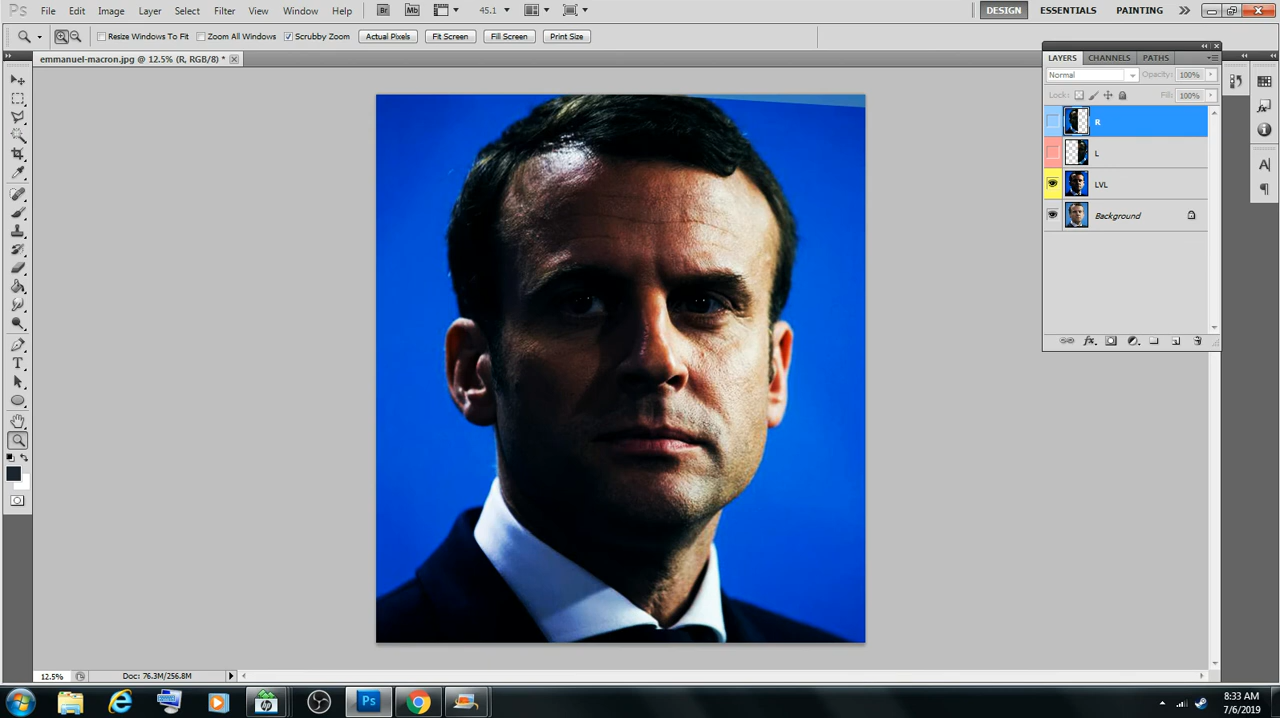 Ps File Edit Image Layer Select Filter View Window Help Br Mb 45.1 DESIGN ESSENTIALS PAINTING
Resize Windows To Fit Zoom All Windows Scrubby Zoom Actual Pixels Fit Screen Fill Screen Print Size
emmanuel-macron.jpg @ 12.5% (R, RGB/8) *
LAYERS CHANNELS PATHS
Normal Opacity: 100%
Lock: Fill: 100%
R
L
LVL
Background
fx
T
A
12.5% Doc: 76.3M/256.8M
hp Ps
8:33 AM
7/6/2019